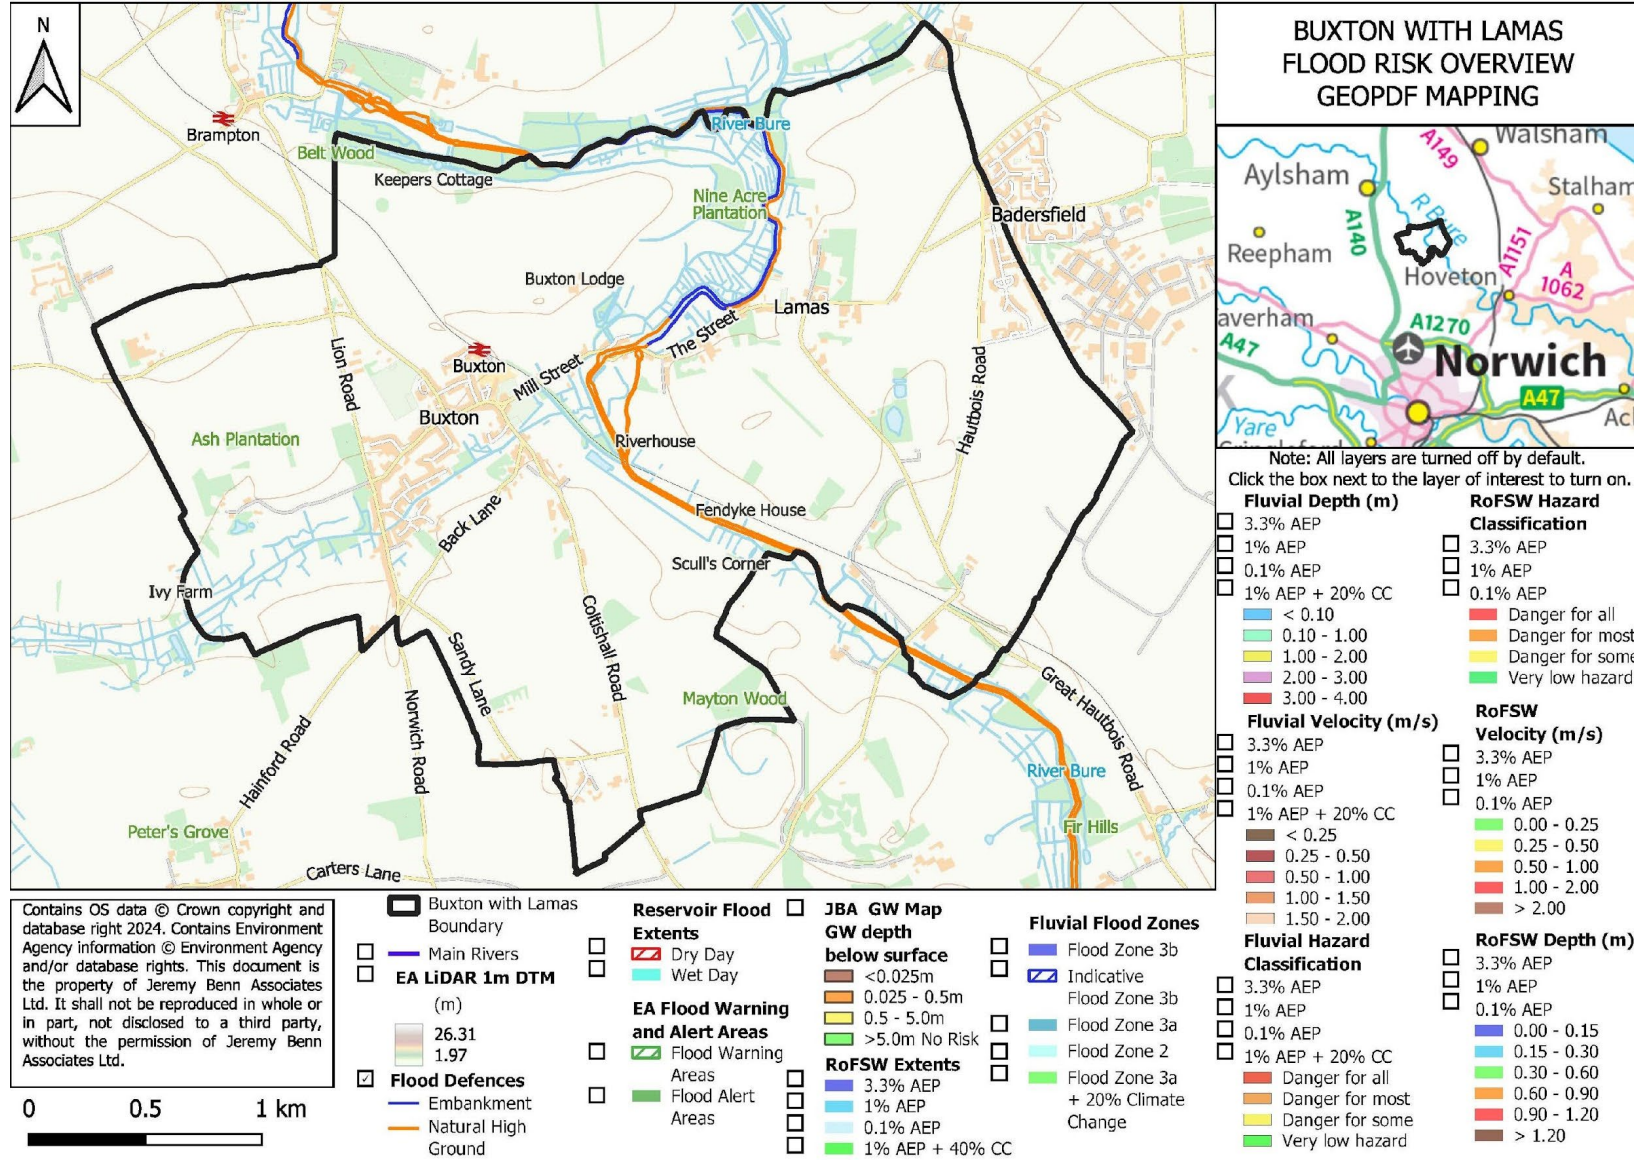 BUXTON WITH LAMAS
FLOOD RISK OVERVIEW
GEOPDF MAPPING
N
Brampton
Belt Wood
Keepers Cottage
River Bure
Nine Acre
Plantation
Badersfield
Buxton Lodge
Lamas
The Street
Lion Road
Buxton
Mill Street
Buxton
Hautbois Road
Ash Plantation
Riverhouse
Back Lane
Fendyke House
Scull's Corner
Ivy Farm
Coltishall Road
Sandy Lane
Mayton Wood
Great Hautbois Road
Norwich Road
Hainford Road
River Bure
Peter's Grove
Fir Hills
Carters Lane
A149
Walsham
Aylsham
Stalham
R Bure
A140
Reepham
A1151
Hoveton
A
1062
averham
A1270
A47
Norwich
A47
Yare
Note: All layers are turned off by default.
Click the box next to the layer of interest to turn on.
Fluvial Depth (m)
3.3% AEP
1% AEP
0.1% AEP
1% AEP + 20% CC
< 0.10
0.10 - 1.00
1.00 - 2.00
2.00 - 3.00
3.00 - 4.00
Fluvial Velocity (m/s)
3.3% AEP
1% AEP
0.1% AEP
1% AEP + 20% CC
< 0.25
0.25 - 0.50
0.50 - 1.00
1.00 - 1.50
1.50 - 2.00
Fluvial Hazard
Classification
3.3% AEP
1% AEP
0.1% AEP
1% AEP + 20% CC
Danger for all
Danger for most
Danger for some
Very low hazard
RoFSW Hazard
Classification
3.3% AEP
1% AEP
0.1% AEP
Danger for all
Danger for most
Danger for some
Very low hazard
RoFSW
Velocity (m/s)
3.3% AEP
1% AEP
0.1% AEP
0.00 - 0.25
0.25 - 0.50
0.50 - 1.00
1.00 - 2.00
> 2.00
RoFSW Depth (m)
3.3% AEP
1% AEP
0.1% AEP
0.00 - 0.15
0.15 - 0.30
0.30 - 0.60
0.60 - 0.90
0.90 - 1.20
> 1.20
Contains OS data © Crown copyright and
database right 2024. Contains Environment
Agency information © Environment Agency
and/or database rights. This document is
the property of Jeremy Benn Associates
Ltd. It shall not be reproduced in whole or
in part, not disclosed to a third party,
without the permission of Jeremy Benn
Associates Ltd.
0 0.5 1 km
Buxton with Lamas
Boundary
Main Rivers
EA LiDAR 1m DTM
(m)
26.31
1.97
Flood Defences
Embankment
Natural High
Ground
Reservoir Flood
Extents
Dry Day
Wet Day
EA Flood Warning
and Alert Areas
Flood Warning
Areas
Flood Alert
Areas
JBA GW Map
GW depth
below surface
<0.025m
0.025 - 0.5m
0.5 - 5.0m
>5.0m No Risk
RoFSW Extents
3.3% AEP
1% AEP
0.1% AEP
1% AEP + 40% CC
Fluvial Flood Zones
Flood Zone 3b
Indicative
Flood Zone 3b
Flood Zone 3a
Flood Zone 2
Flood Zone 3a
+ 20% Climate
Change